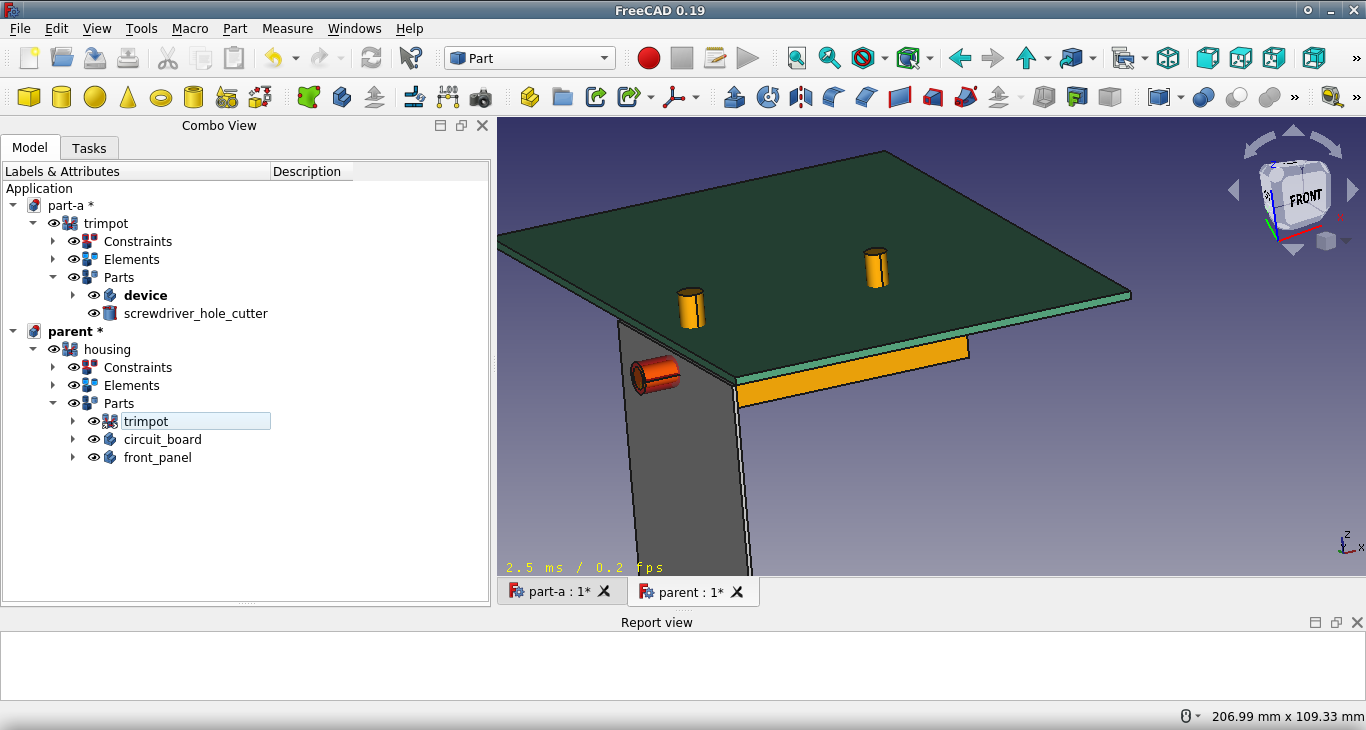 FreeCAD 0.19
File Edit View Tools Macro Part Measure Windows Help
Part
1.00
Combo View
Model Tasks
Labels & Attributes Description
Application
part-a *
trimpot
Constraints
Elements
Parts
device
screwdriver_hole_cutter
parent *
housing
Constraints
Elements
Parts
trimpot
circuit_board
front_panel
FRONT
Z
X
2.5 ms / 0.2 fps
part-a : 1* parent : 1*
Report view
206.99 mm x 109.33 mm